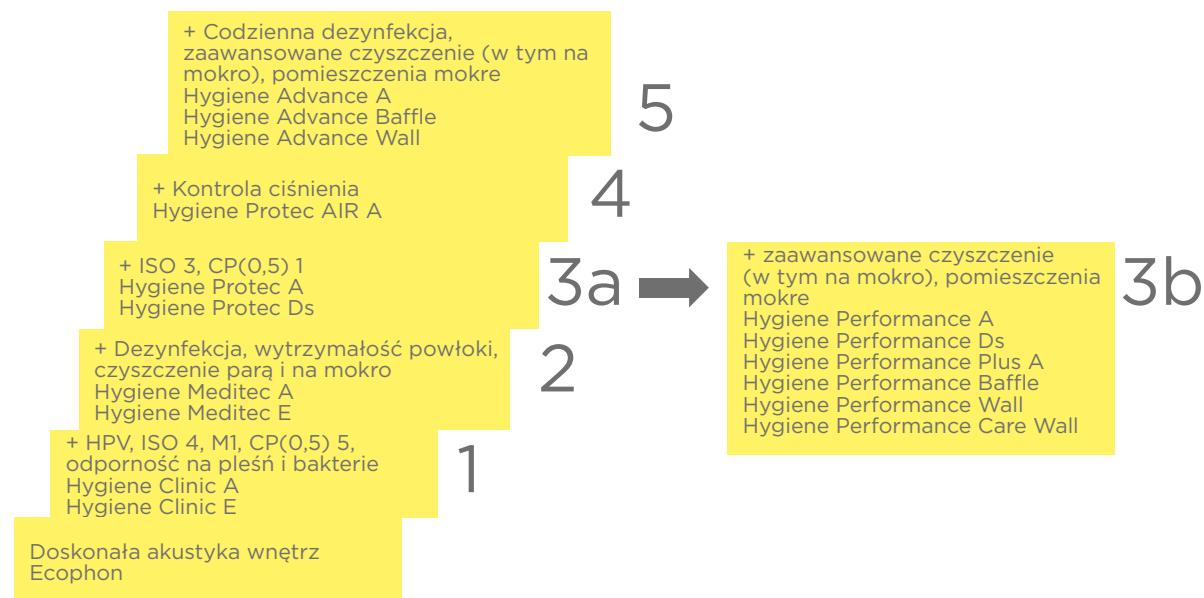 + Codzienna dezynfekcja,
zaawansowane czyszczenie (w tym na
mokro), pomieszczenia mokre
Hygiene Advance A
Hygiene Advance Baffle
Hygiene Advance Wall
5
+ Kontrola ciśnienia
Hygiene Protec AIR A
4
+ ISO 3, CP(0,5) 1
Hygiene Protec A
Hygiene Protec Ds
3a
+ zaawansowane czyszczenie
(w tym na mokro), pomieszczenia
mokre
Hygiene Performance A
Hygiene Performance Ds
Hygiene Performance Plus A
Hygiene Performance Baffle
Hygiene Performance Wall
Hygiene Performance Care Wall
3b
+ Dezynfekcja, wytrzymałość powłoki,
czyszczenie parą i na mokro
Hygiene Meditec A
Hygiene Meditec E
2
+ HPV, ISO 4, M1, CP(0,5) 5,
odporność na pleśń i bakterie
Hygiene Clinic A
Hygiene Clinic E
1
Doskonała akustyka wnętrz
Ecophon